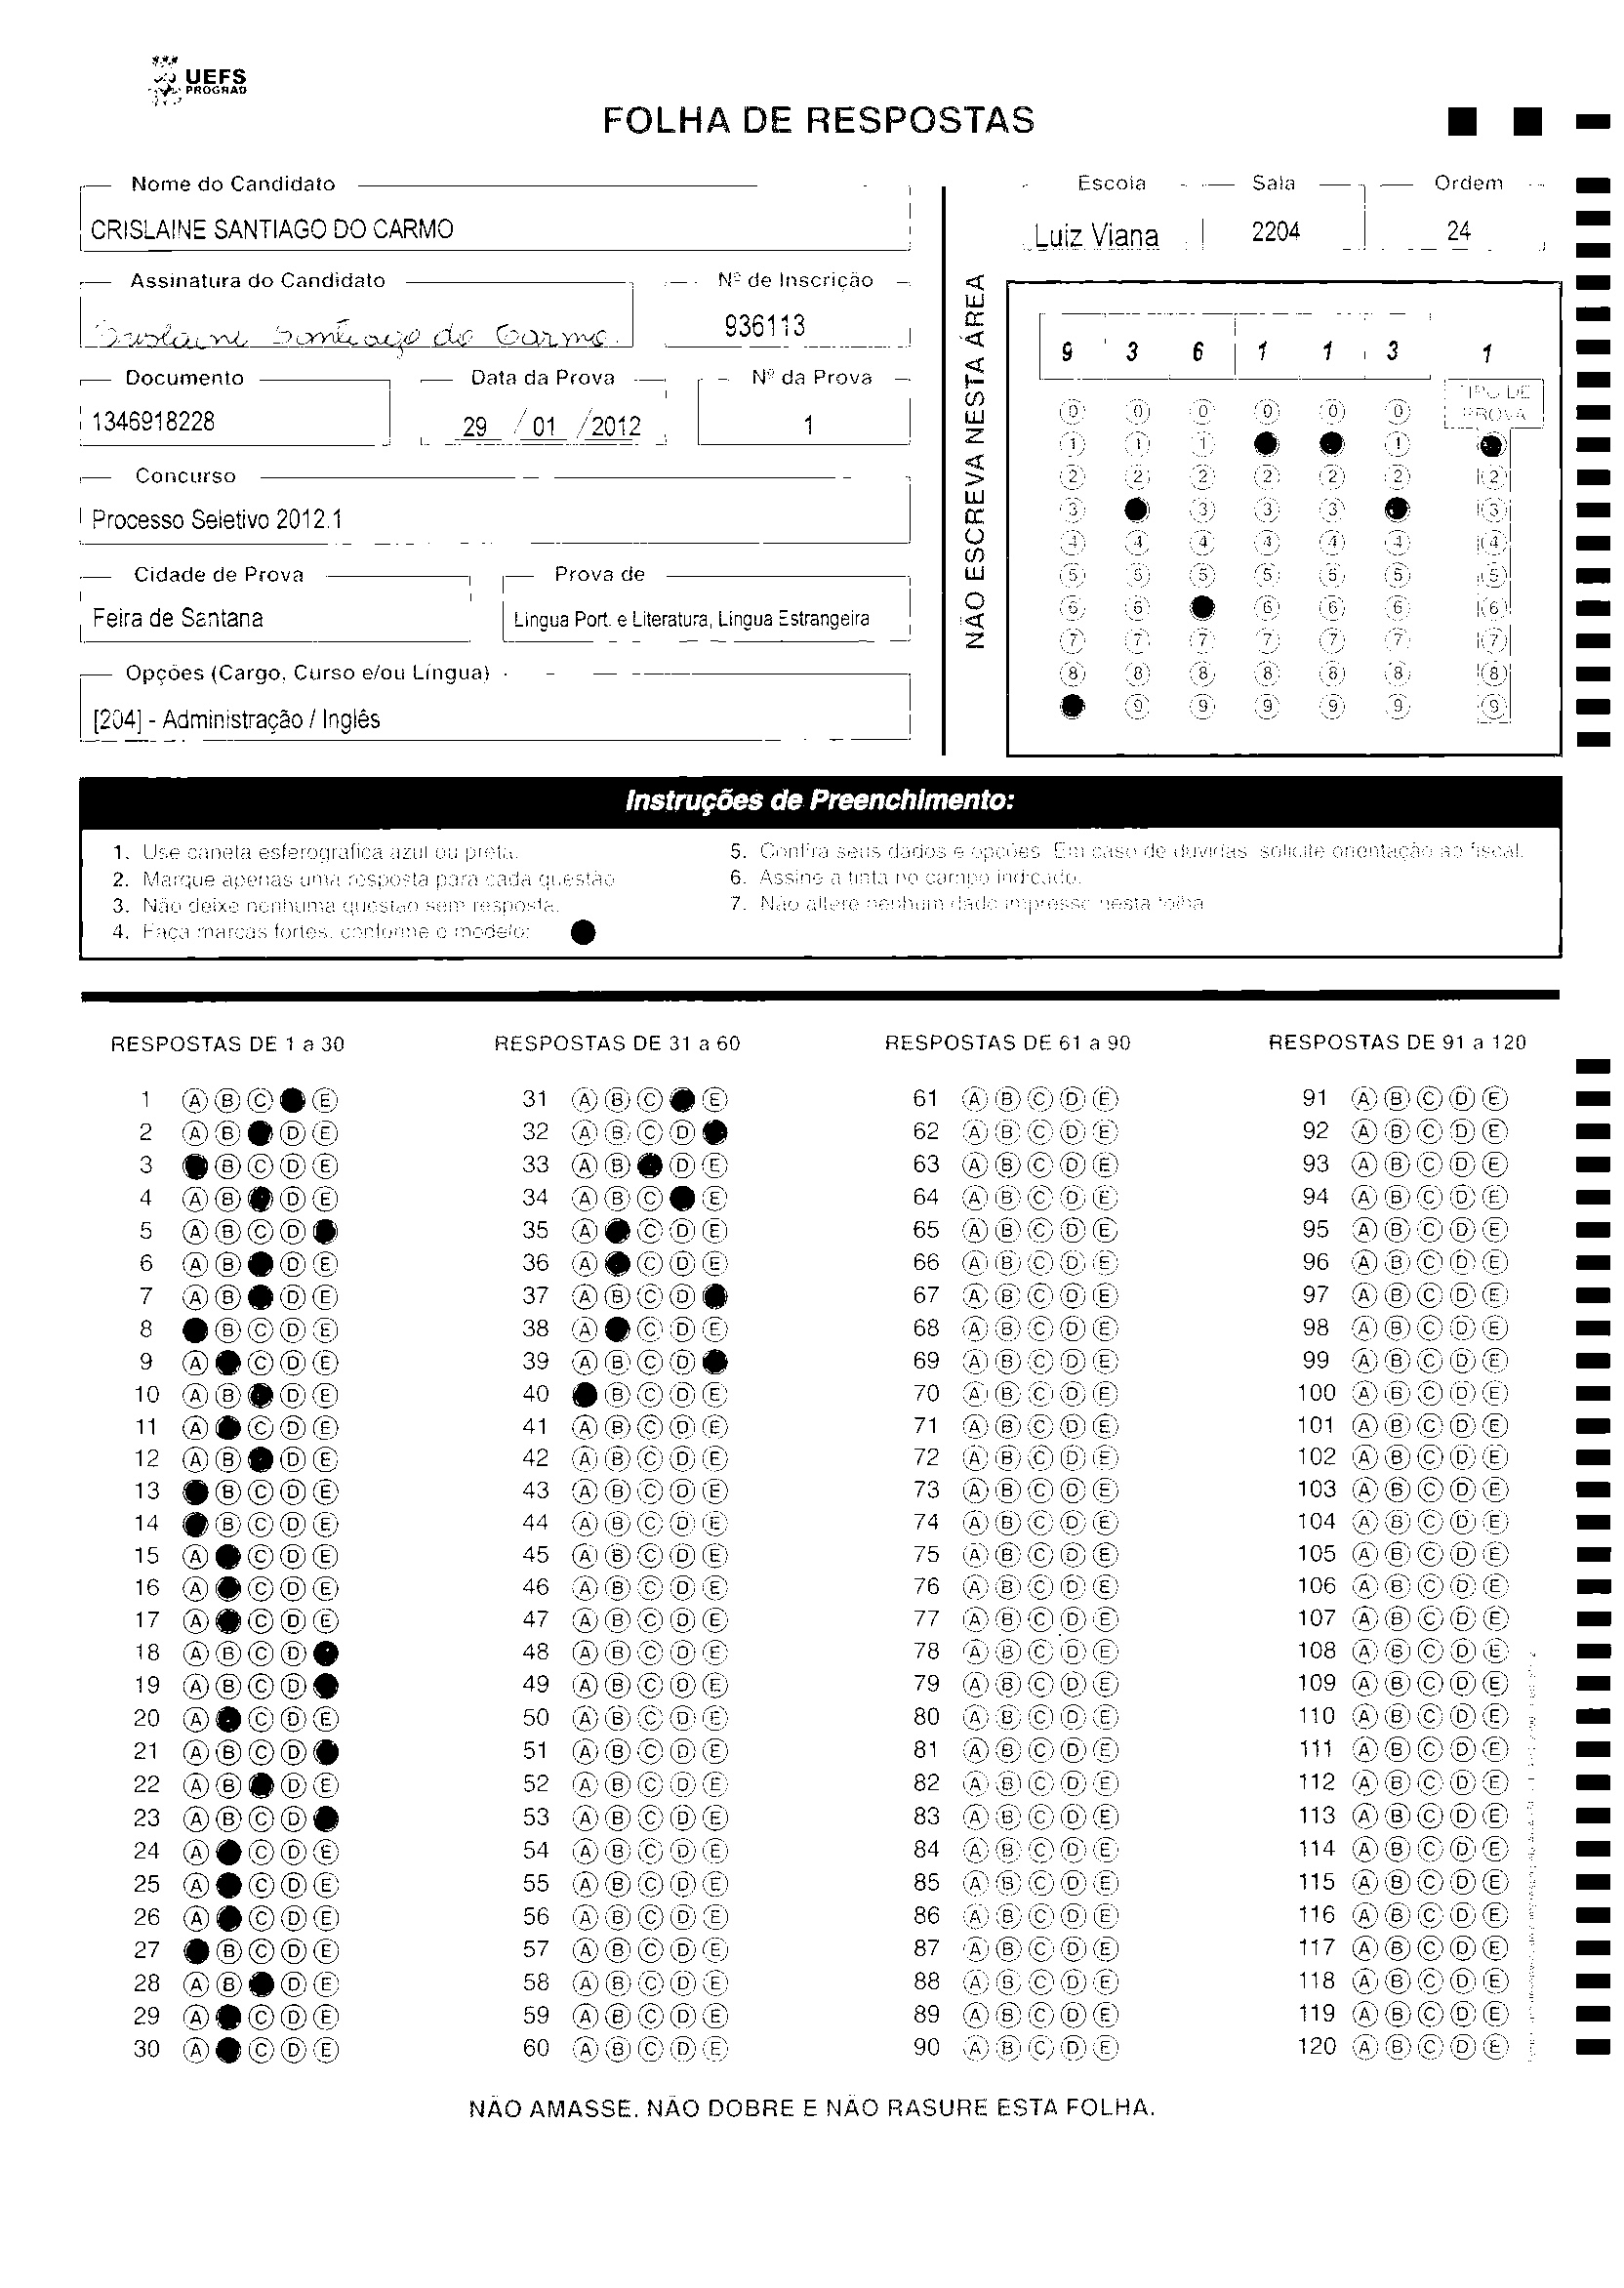 UEFS
PROGRAD
FOLHA DE RESPOSTAS
Nome do Candidato
CRISLAINE SANTIAGO DO CARMO
Escola Sala Ordem
Luiz Viana 2204 24
Assinatura do Candidato
Crislaine Santiago do Carmo.
Nº de Inscrição
936113
Documento
1346918228
Data da Prova
29 / 01 / 2012
Nº da Prova
1
Concurso
Processo Seletivo 2012.1
Cidade de Prova
Feira de Santana
Prova de
Lingua Port. e Literatura, Lingua Estrangeira
Opções (Cargo, Curso e/ou Língua)
[204] - Administração / Inglês
NÃO ESCREVA NESTA ÁREA
9 3 6 1 1 3 1
TIPO DE
PROVA
0 0 0 0 0 0
1 1 1 1
2 2 2 2 2 2 2
3 3 3 3 3
4 4 4 4 4 4 4
5 5 5 5 5 5 5
6 6 6 6 6 6
7 7 7 7 7 7 7
8 8 8 8 8 8 8
9 9 9 9 9 9
Instruções de Preenchimento:
1. Use caneta esferografica azul ou preta.
2. Marque apenas uma resposta para cada questão
3. Não deixe nenhuma questão sem resposta.
4. Faça marcas fortes, conforme o modelo:
5. Confira seus dados e opções. Em caso de duvidas, solicite orientação ao fiscal.
6. Assine a tinta no campo indicado.
7. Não altere nenhum dado impresso nesta folha
RESPOSTAS DE 1 a 30
1 A B C E
2 A B D E
3 B C D E
4 A B D E
5 A B C D
6 A B D E
7 A B D E
8 B C D E
9 A C D E
10 A B D E
11 A C D E
12 A B D E
13 B C D E
14 B C D E
15 A C D E
16 A C D E
17 A C D E
18 A B C D
19 A B C D
20 A C D E
21 A B C D
22 A B D E
23 A B C D
24 A C D E
25 A C D E
26 A C D E
27 B C D E
28 A B D E
29 A C D E
30 A C D E
RESPOSTAS DE 31 a 60
31 A B C E
32 A B C D
33 A B D E
34 A B C E
35 A C D E
36 A C D E
37 A B C D
38 A C D E
39 A B C D
40 B C D E
41 A B C D E
42 A B C D E
43 A B C D E
44 A B C D E
45 A B C D E
46 A B C D E
47 A B C D E
48 A B C D E
49 A B C D E
50 A B C D E
51 A B C D E
52 A B C D E
53 A B C D E
54 A B C D E
55 A B C D E
56 A B C D E
57 A B C D E
58 A B C D E
59 A B C D E
60 A B C D E
RESPOSTAS DE 61 a 90
61 A B C D E
62 A B C D E
63 A B C D E
64 A B C D E
65 A B C D E
66 A B C D E
67 A B C D E
68 A B C D E
69 A B C D E
70 A B C D E
71 A B C D E
72 A B C D E
73 A B C D E
74 A B C D E
75 A B C D E
76 A B C D E
77 A B C D E
78 A B C D E
79 A B C D E
80 A B C D E
81 A B C D E
82 A B C D E
83 A B C D E
84 A B C D E
85 A B C D E
86 A B C D E
87 A B C D E
88 A B C D E
89 A B C D E
90 A B C D E
RESPOSTAS DE 91 a 120
91 A B C D E
92 A B C D E
93 A B C D E
94 A B C D E
95 A B C D E
96 A B C D E
97 A B C D E
98 A B C D E
99 A B C D E
100 A B C D E
101 A B C D E
102 A B C D E
103 A B C D E
104 A B C D E
105 A B C D E
106 A B C D E
107 A B C D E
108 A B C D E
109 A B C D E
110 A B C D E
111 A B C D E
112 A B C D E
113 A B C D E
114 A B C D E
115 A B C D E
116 A B C D E
117 A B C D E
118 A B C D E
119 A B C D E
120 A B C D E
NÃO AMASSE. NÃO DOBRE E NÃO RASURE ESTA FOLHA.